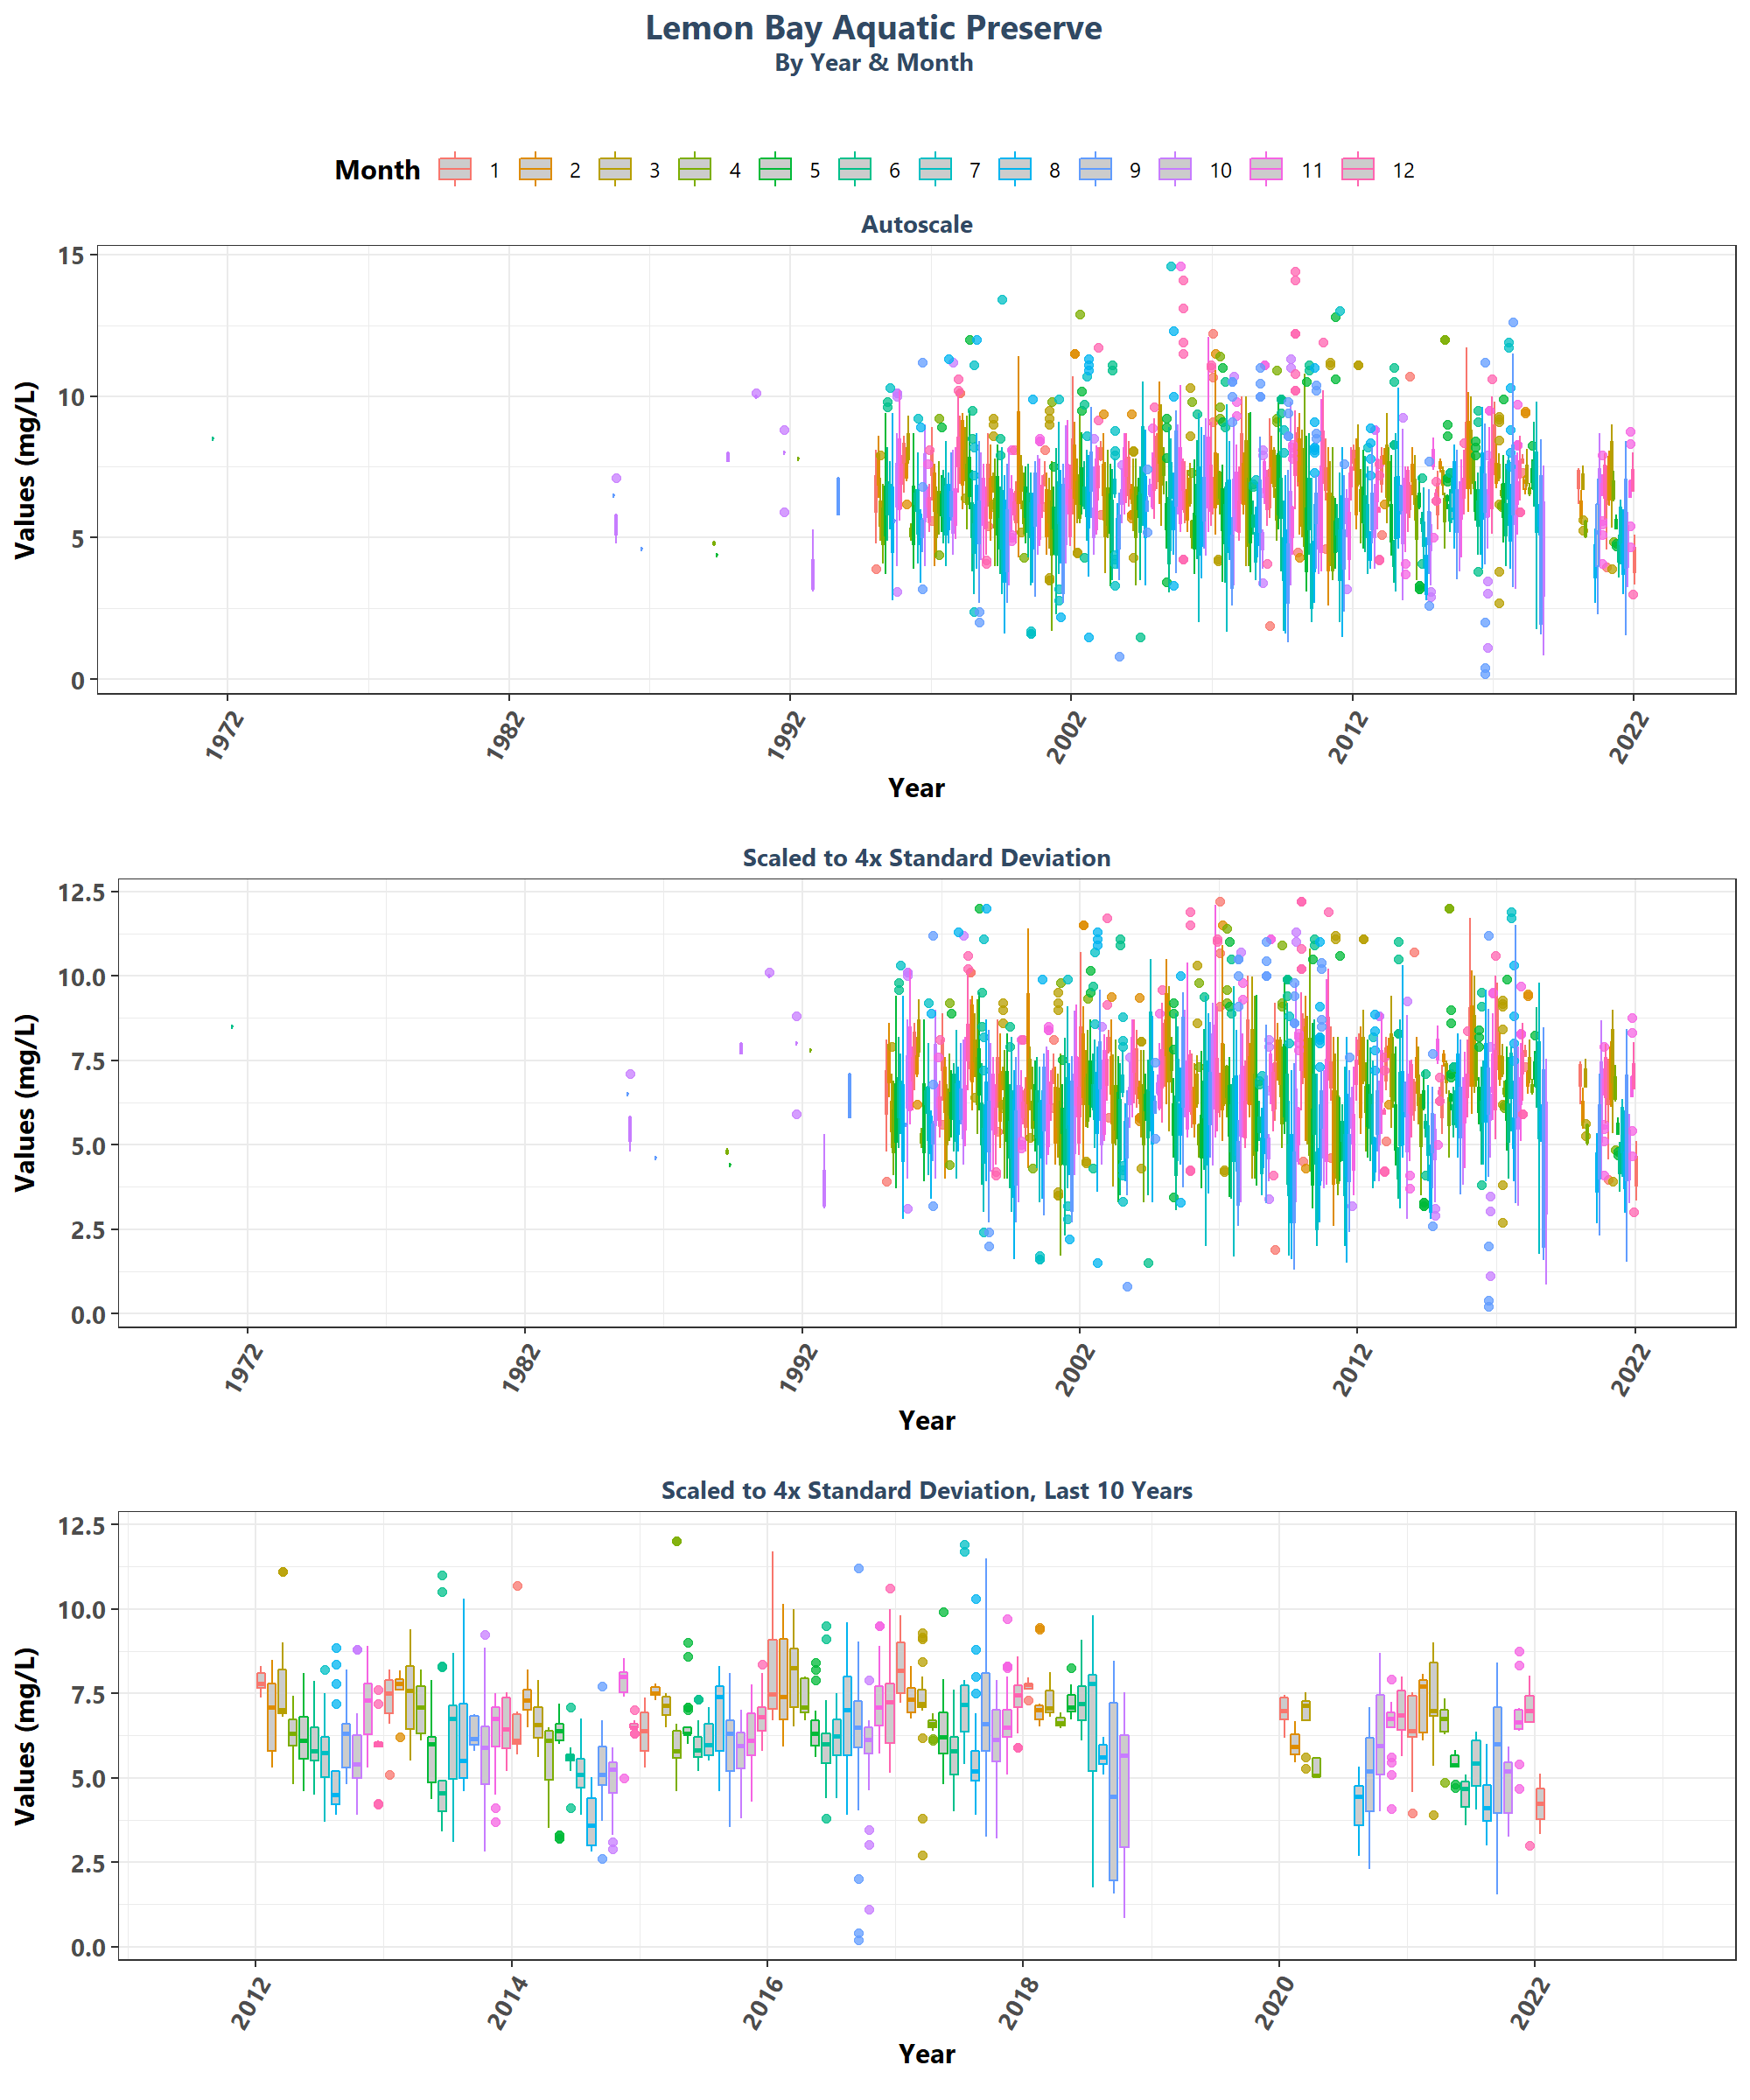 Lemon Bay Aquatic Preserve
By Year & Month
Month 1 2 3 4 5 6 7 8 9 10 11 12
Autoscale
Values (mg/L)
15
10
5
0
1972 1982 1992 2002 2012 2022
Year
Scaled to 4x Standard Deviation
Values (mg/L)
12.5
10.0
7.5
5.0
2.5
0.0
1972 1982 1992 2002 2012 2022
Year
Scaled to 4x Standard Deviation, Last 10 Years
Values (mg/L)
12.5
10.0
7.5
5.0
2.5
0.0
2012 2014 2016 2018 2020 2022
Year